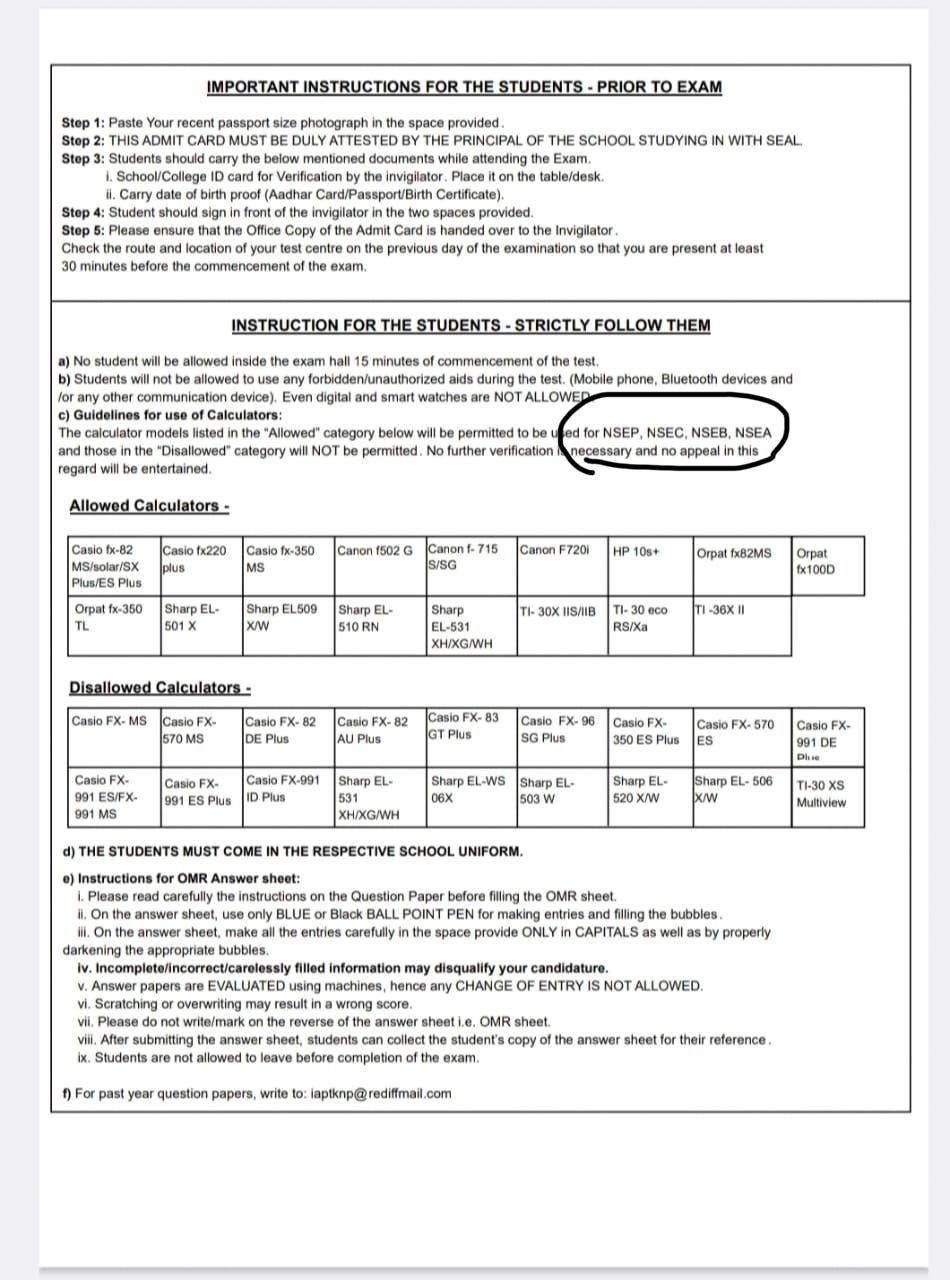 IMPORTANT INSTRUCTIONS FOR THE STUDENTS - PRIOR TO EXAM
Step 1: Paste Your recent passport size photograph in the space provided.
Step 2: THIS ADMIT CARD MUST BE DULY ATTESTED BY THE PRINCIPAL OF THE SCHOOL STUDYING IN WITH SEAL.
Step 3: Students should carry the below mentioned documents while attending the Exam.
i. School/College ID card for Verification by the invigilator. Place it on the table/desk.
ii. Carry date of birth proof (Aadhar Card/Passport/Birth Certificate).
Step 4: Student should sign in front of the invigilator in the two spaces provided.
Step 5: Please ensure that the Office Copy of the Admit Card is handed over to the Invigilator.
Check the route and location of your test centre on the previous day of the examination so that you are present at least
30 minutes before the commencement of the exam.
INSTRUCTION FOR THE STUDENTS - STRICTLY FOLLOW THEM
a) No student will be allowed inside the exam hall 15 minutes of commencement of the test.
b) Students will not be allowed to use any forbidden/unauthorized aids during the test. (Mobile phone, Bluetooth devices and
/or any other communication device). Even digital and smart watches are NOT ALLOWED.
c) Guidelines for use of Calculators:
The calculator models listed in the "Allowed" category below will be permitted to be used for NSEP, NSEC, NSEB, NSEA
and those in the "Disallowed" category will NOT be permitted. No further verification is necessary and no appeal in this
regard will be entertained.
Allowed Calculators -
Casio fx-82 MS/solar/SX Plus/ES Plus
Casio fx220 plus
Casio fx-350 MS
Canon f502 G
Canon f- 715 S/SG
Canon F720i
HP 10s+
Orpat fx82MS
Orpat fx100D
Orpat fx-350 TL
Sharp EL-501 X
Sharp EL509 X/W
Sharp EL-510 RN
Sharp EL-531 XH/XG/WH
TI- 30X IIS/IIB
TI- 30 eco RS/Xa
TI -36X II
Disallowed Calculators -
Casio FX- MS
Casio FX-570 MS
Casio FX- 82 DE Plus
Casio FX- 82 AU Plus
Casio FX- 83 GT Plus
Casio FX- 96 SG Plus
Casio FX-350 ES Plus
Casio FX- 570 ES
Casio FX-991 DE Plus
Casio FX-991 ES/FX-991 MS
Casio FX-991 ES Plus
Casio FX-991 ID Plus
Sharp EL-531 XH/XG/WH
Sharp EL-WS 06X
Sharp EL-503 W
Sharp EL-520 X/W
Sharp EL- 506 X/W
TI-30 XS Multiview
d) THE STUDENTS MUST COME IN THE RESPECTIVE SCHOOL UNIFORM.
e) Instructions for OMR Answer sheet:
i. Please read carefully the instructions on the Question Paper before filling the OMR sheet.
ii. On the answer sheet, use only BLUE or Black BALL POINT PEN for making entries and filling the bubbles.
iii. On the answer sheet, make all the entries carefully in the space provide ONLY in CAPITALS as well as by properly
darkening the appropriate bubbles.
iv. Incomplete/incorrect/carelessly filled information may disqualify your candidature.
v. Answer papers are EVALUATED using machines, hence any CHANGE OF ENTRY IS NOT ALLOWED.
vi. Scratching or overwriting may result in a wrong score.
vii. Please do not write/mark on the reverse of the answer sheet i.e. OMR sheet.
viii. After submitting the answer sheet, students can collect the student's copy of the answer sheet for their reference.
ix. Students are not allowed to leave before completion of the exam.
f) For past year question papers, write to: iaptknp@rediffmail.com